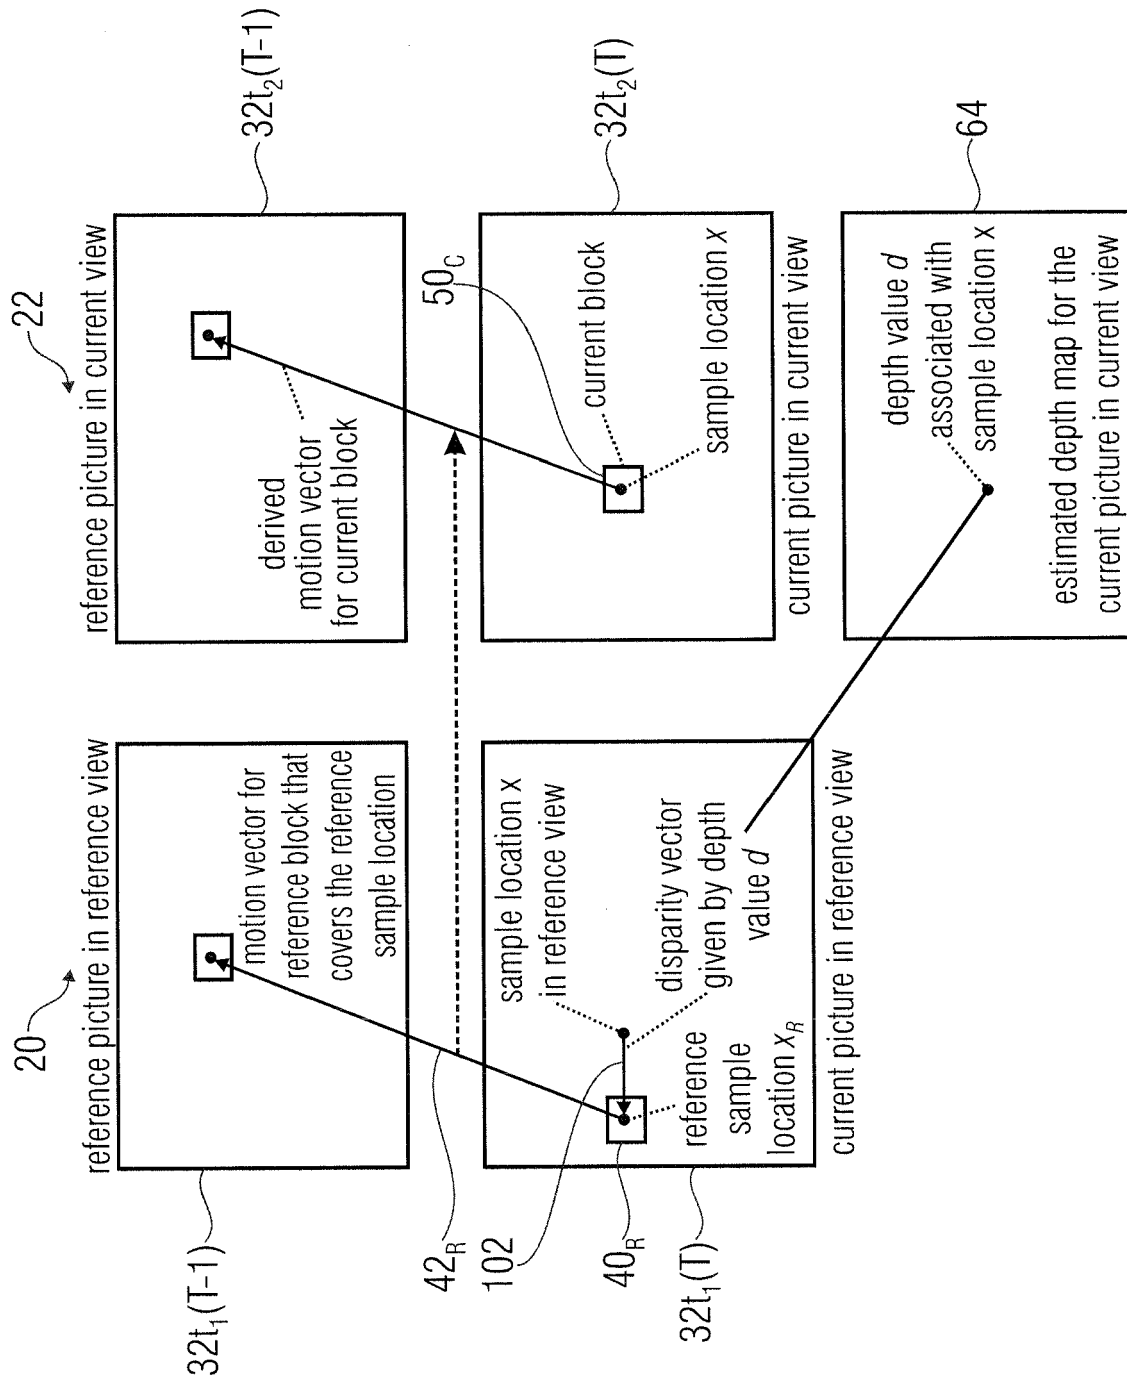 20
reference picture in reference view
32t₁(T-1)
motion vector for
reference block that
covers the reference
sample location
42R
102
40R
32t₁(T)
sample location x
in reference view
disparity vector
given by depth
value d
reference
sample
location xR
current picture in reference view
22
reference picture in current view
32t₂(T-1)
derived
motion vector
for current block
50C
current block
sample location x
32t₂(T)
current picture in current view
64
depth value d
associated with
sample location x
estimated depth map for the
current picture in current view